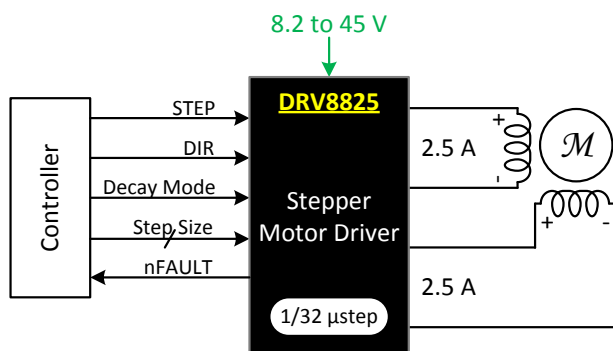 8.2 to 45 V
Controller
STEP
DIR
Decay Mode
Step Size
nFAULT
DRV8825
Stepper
Motor Driver
1/32 µstep
+
2.5 A
-
M
+ -
2.5 A